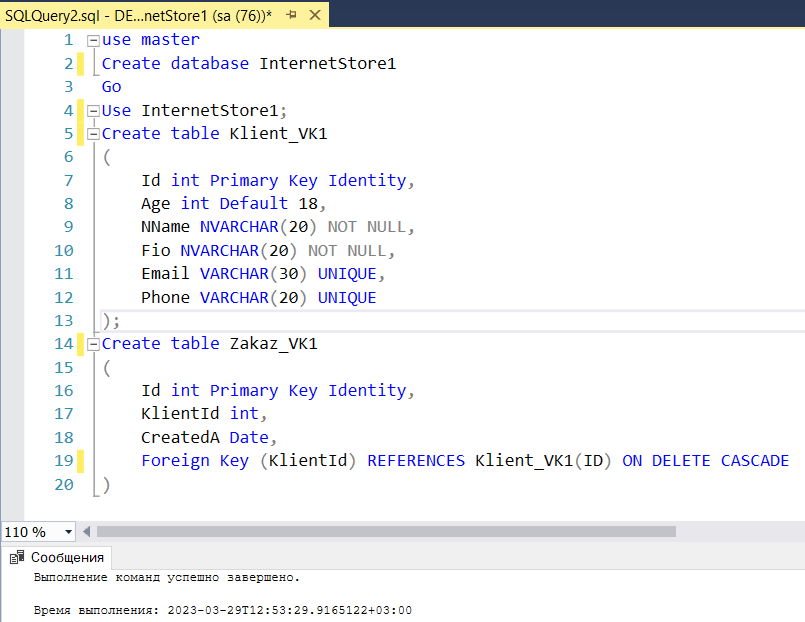 SQLQuery2.sql - DE...netStore1 (sa (76))*
1 use master
2 Create database InternetStore1
3 Go
4 Use InternetStore1;
5 Create table Klient_VK1
6 (
7 Id int Primary Key Identity,
8 Age int Default 18,
9 NName NVARCHAR(20) NOT NULL,
10 Fio NVARCHAR(20) NOT NULL,
11 Email VARCHAR(30) UNIQUE,
12 Phone VARCHAR(20) UNIQUE
13 );
14 Create table Zakaz_VK1
15 (
16 Id int Primary Key Identity,
17 KlientId int,
18 CreatedA Date,
19 Foreign Key (KlientId) REFERENCES Klient_VK1(ID) ON DELETE CASCADE
20 )
110 %
Сообщения
Выполнение команд успешно завершено.
Время выполнения: 2023-03-29T12:53:29.9165122+03:00